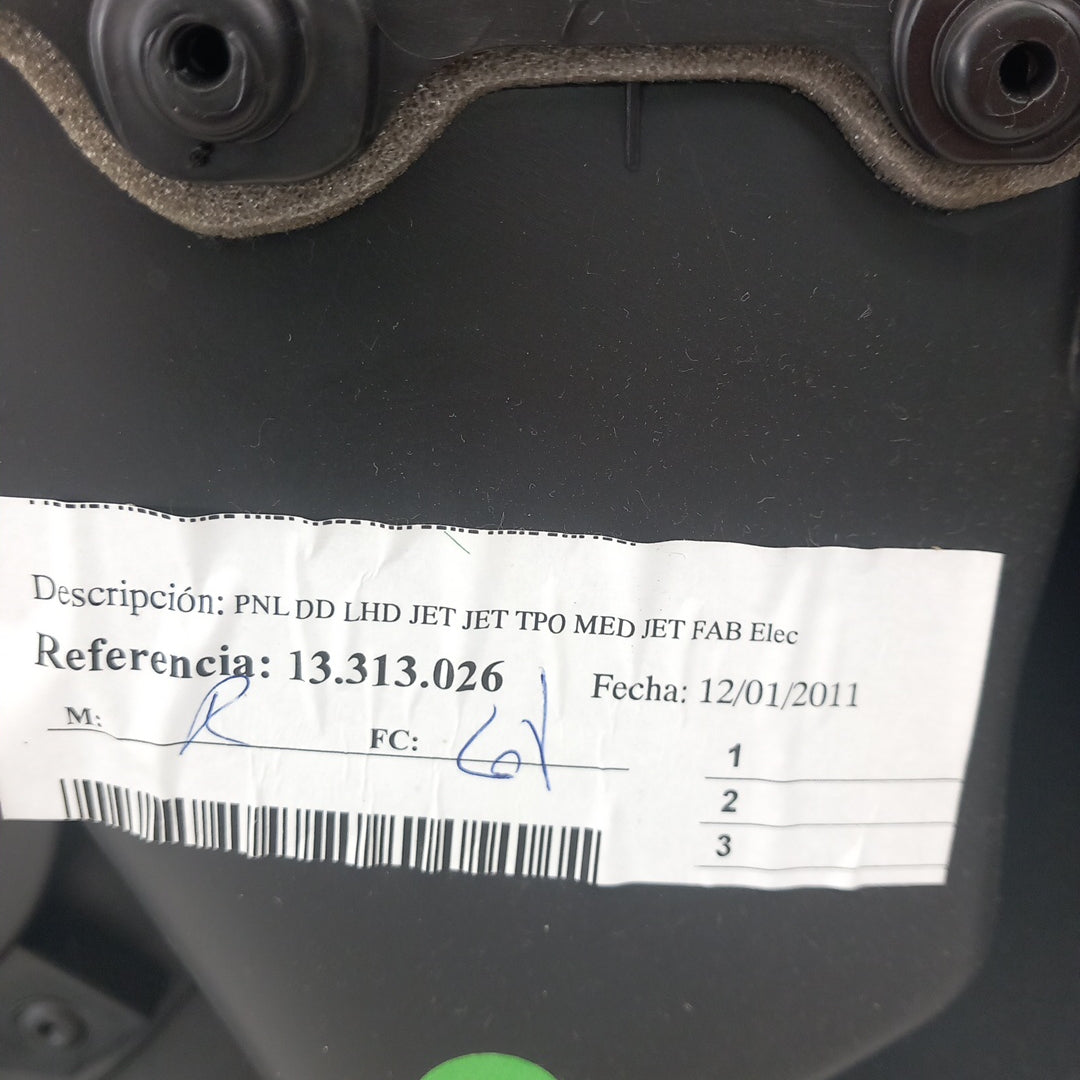 Descripción: PNL DD LHD JET JET TPO MED JET FAB Elec
Referencia: 13.313.026
Fecha: 12/01/2011
M:
FC:
1
2
3